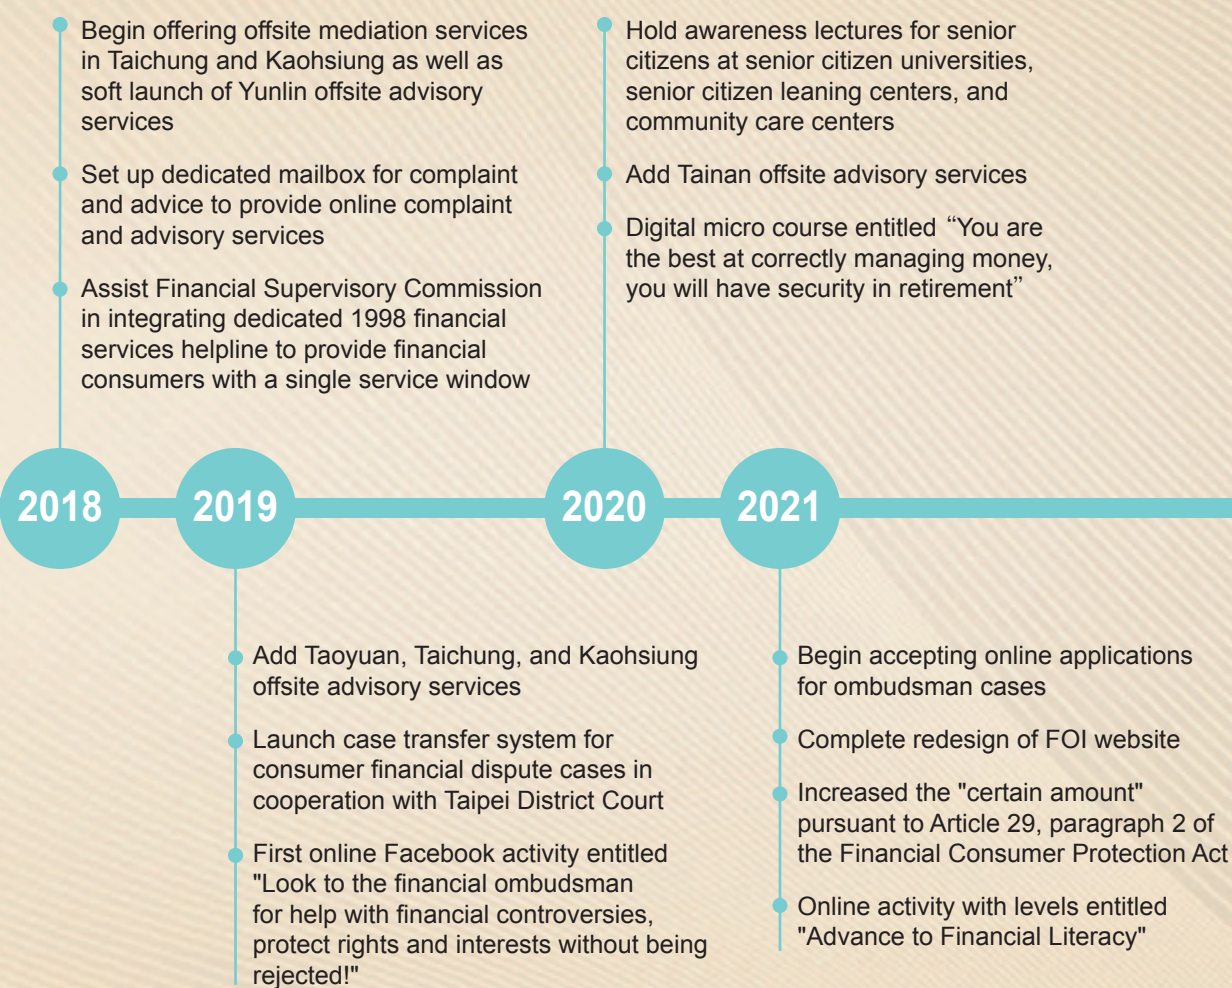 Begin offering offsite mediation services
in Taichung and Kaohsiung as well as
soft launch of Yunlin offsite advisory
services
Set up dedicated mailbox for complaint
and advice to provide online complaint
and advisory services
Assist Financial Supervisory Commission
in integrating dedicated 1998 financial
services helpline to provide financial
consumers with a single service window
Hold awareness lectures for senior
citizens at senior citizen universities,
senior citizen leaning centers, and
community care centers
Add Tainan offsite advisory services
Digital micro course entitled “You are
the best at correctly managing money,
you will have security in retirement”
2018
2019
2020
2021
Add Taoyuan, Taichung, and Kaohsiung
offsite advisory services
Launch case transfer system for
consumer financial dispute cases in
cooperation with Taipei District Court
First online Facebook activity entitled
"Look to the financial ombudsman
for help with financial controversies,
protect rights and interests without being
rejected!"
Begin accepting online applications
for ombudsman cases
Complete redesign of FOI website
Increased the "certain amount"
pursuant to Article 29, paragraph 2 of
the Financial Consumer Protection Act
Online activity with levels entitled
"Advance to Financial Literacy"